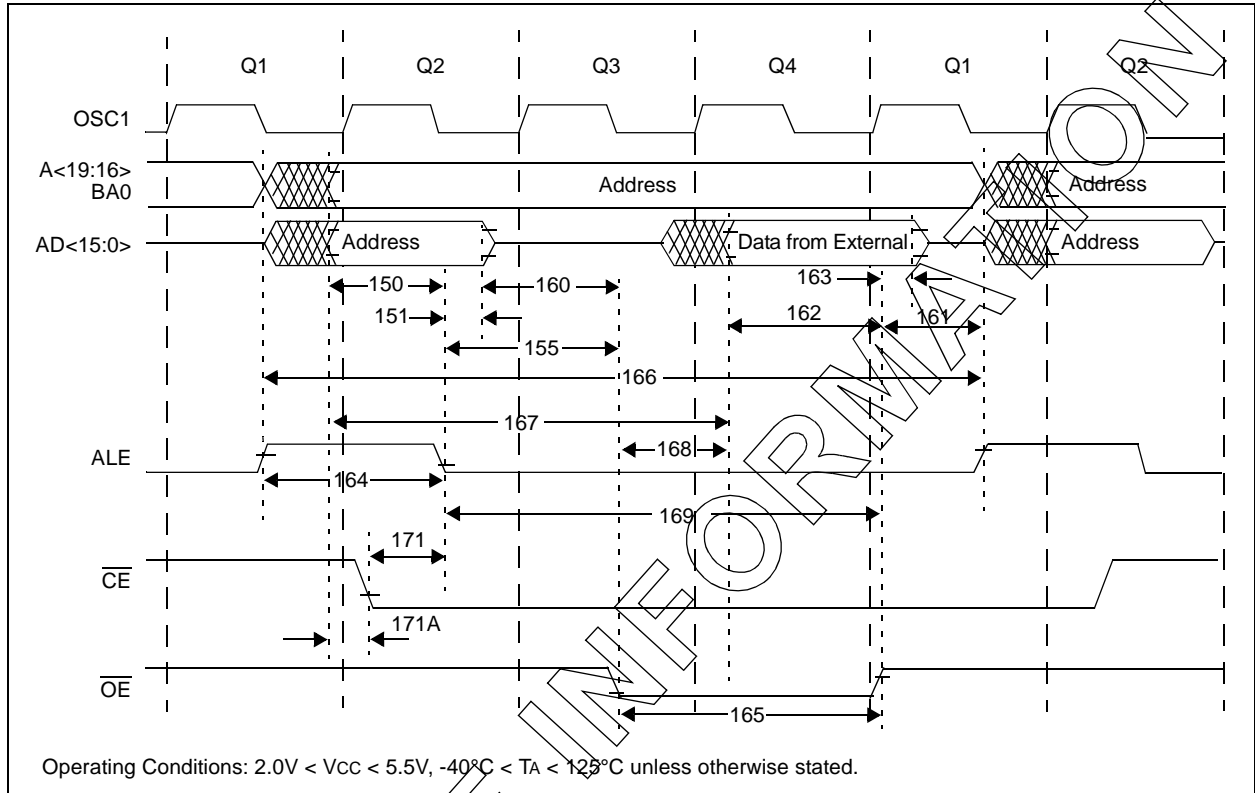 Q1 Q2 Q3 Q4 Q1 Q2
OSC1
A<19:16>
BA0
Address Address
AD<15:0>
Address Data from External Address
150 160 163
151 162 161
155
166
167
ALE
168
164
169
171
CE
171A
OE
165
Operating Conditions: 2.0V < VCC < 5.5V, -40°C < TA < 125°C unless otherwise stated.
INFORMATION